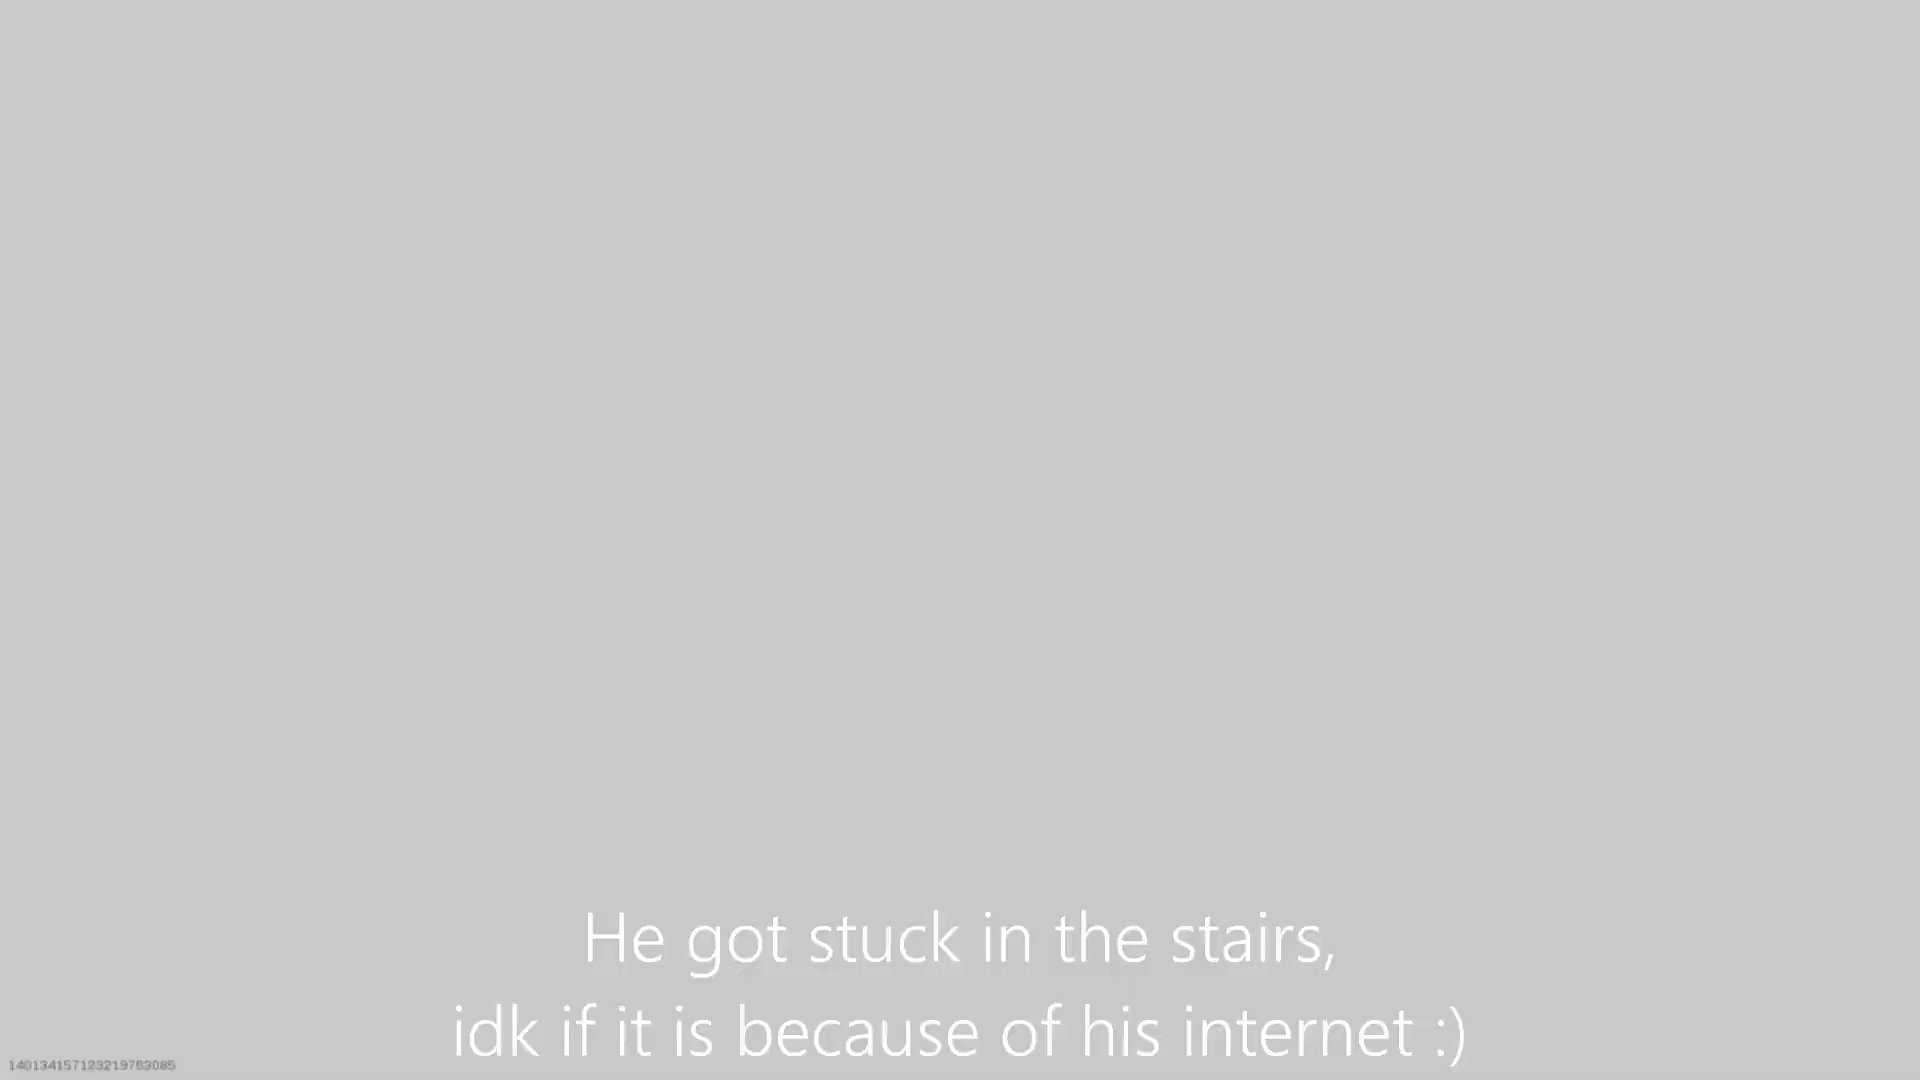 He got stuck in the stairs,
idk if it is because of his internet :)